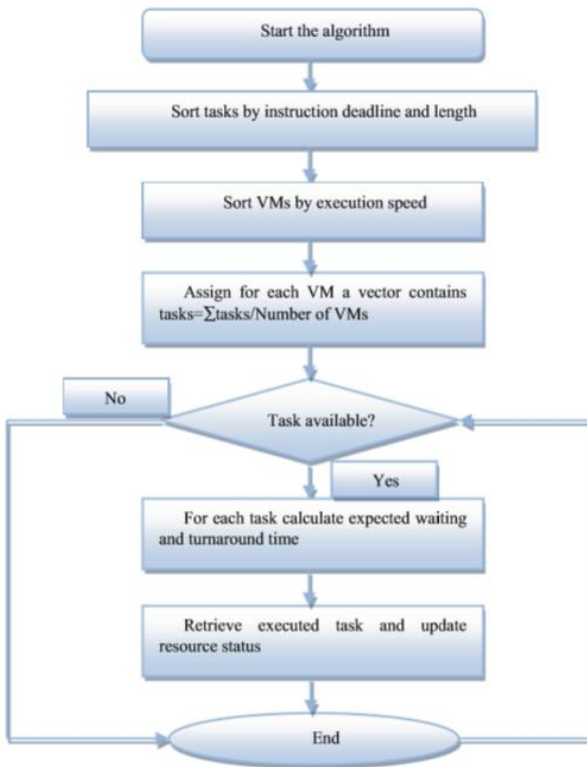 Start the algorithm
Sort tasks by instruction deadline and length
Sort VMs by execution speed
Assign for each VM a vector contains
tasks=∑tasks/Number of VMs
No
Task available?
Yes
For each task calculate expected waiting
and turnaround time
Retrieve executed task and update
resource status
End